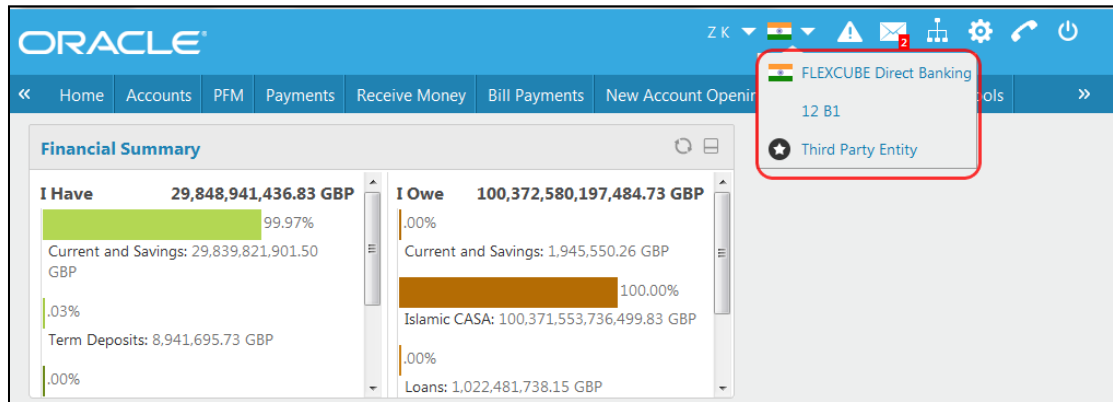 ORACLE
Z K
2
FLEXCUBE Direct Banking
12 B1
Third Party Entity
« Home Accounts PFM Payments Receive Money Bill Payments New Account »
Financial Summary
I Have 29,848,941,436.83 GBP
99.97%
Current and Savings: 29,839,821,901.50
GBP
.03%
Term Deposits: 8,941,695.73 GBP
.00%
I Owe 100,372,580,197,484.73 GBP
.00%
Current and Savings: 1,945,550.26 GBP
100.00%
Islamic CASA: 100,371,553,736,499.83 GBP
.00%
Loans: 1,022,481,738.15 GBP